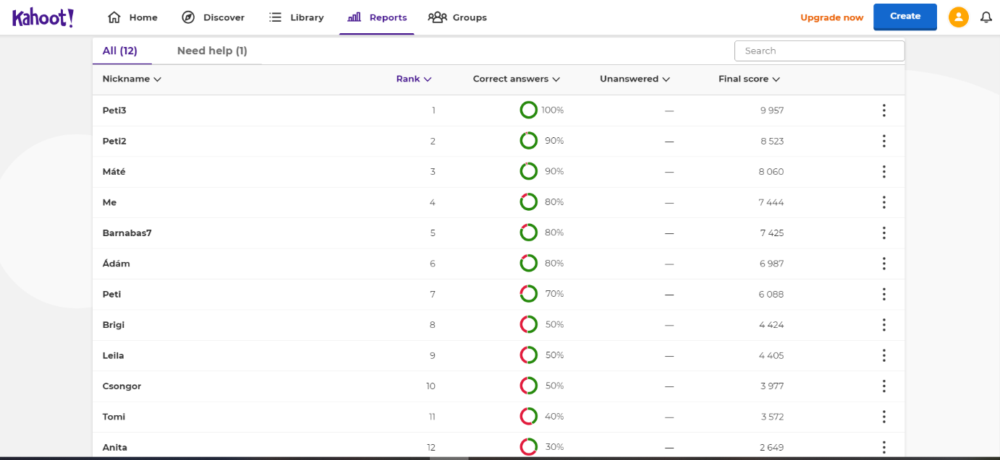 Kahoot! Home Discover Library Reports Groups Upgrade now Create
All (12) Need help (1) Search
Nickname Rank Correct answers Unanswered Final score
Peti3 1 100% — 9 957
Peti2 2 90% — 8 523
Máté 3 90% — 8 060
Me 4 80% — 7 444
Barnabas7 5 80% — 7 425
Ádám 6 80% — 6 987
Peti 7 70% — 6 088
Brigi 8 50% — 4 424
Leila 9 50% — 4 405
Csongor 10 50% — 3 977
Tomi 11 40% — 3 572
Anita 12 30% — 2 649